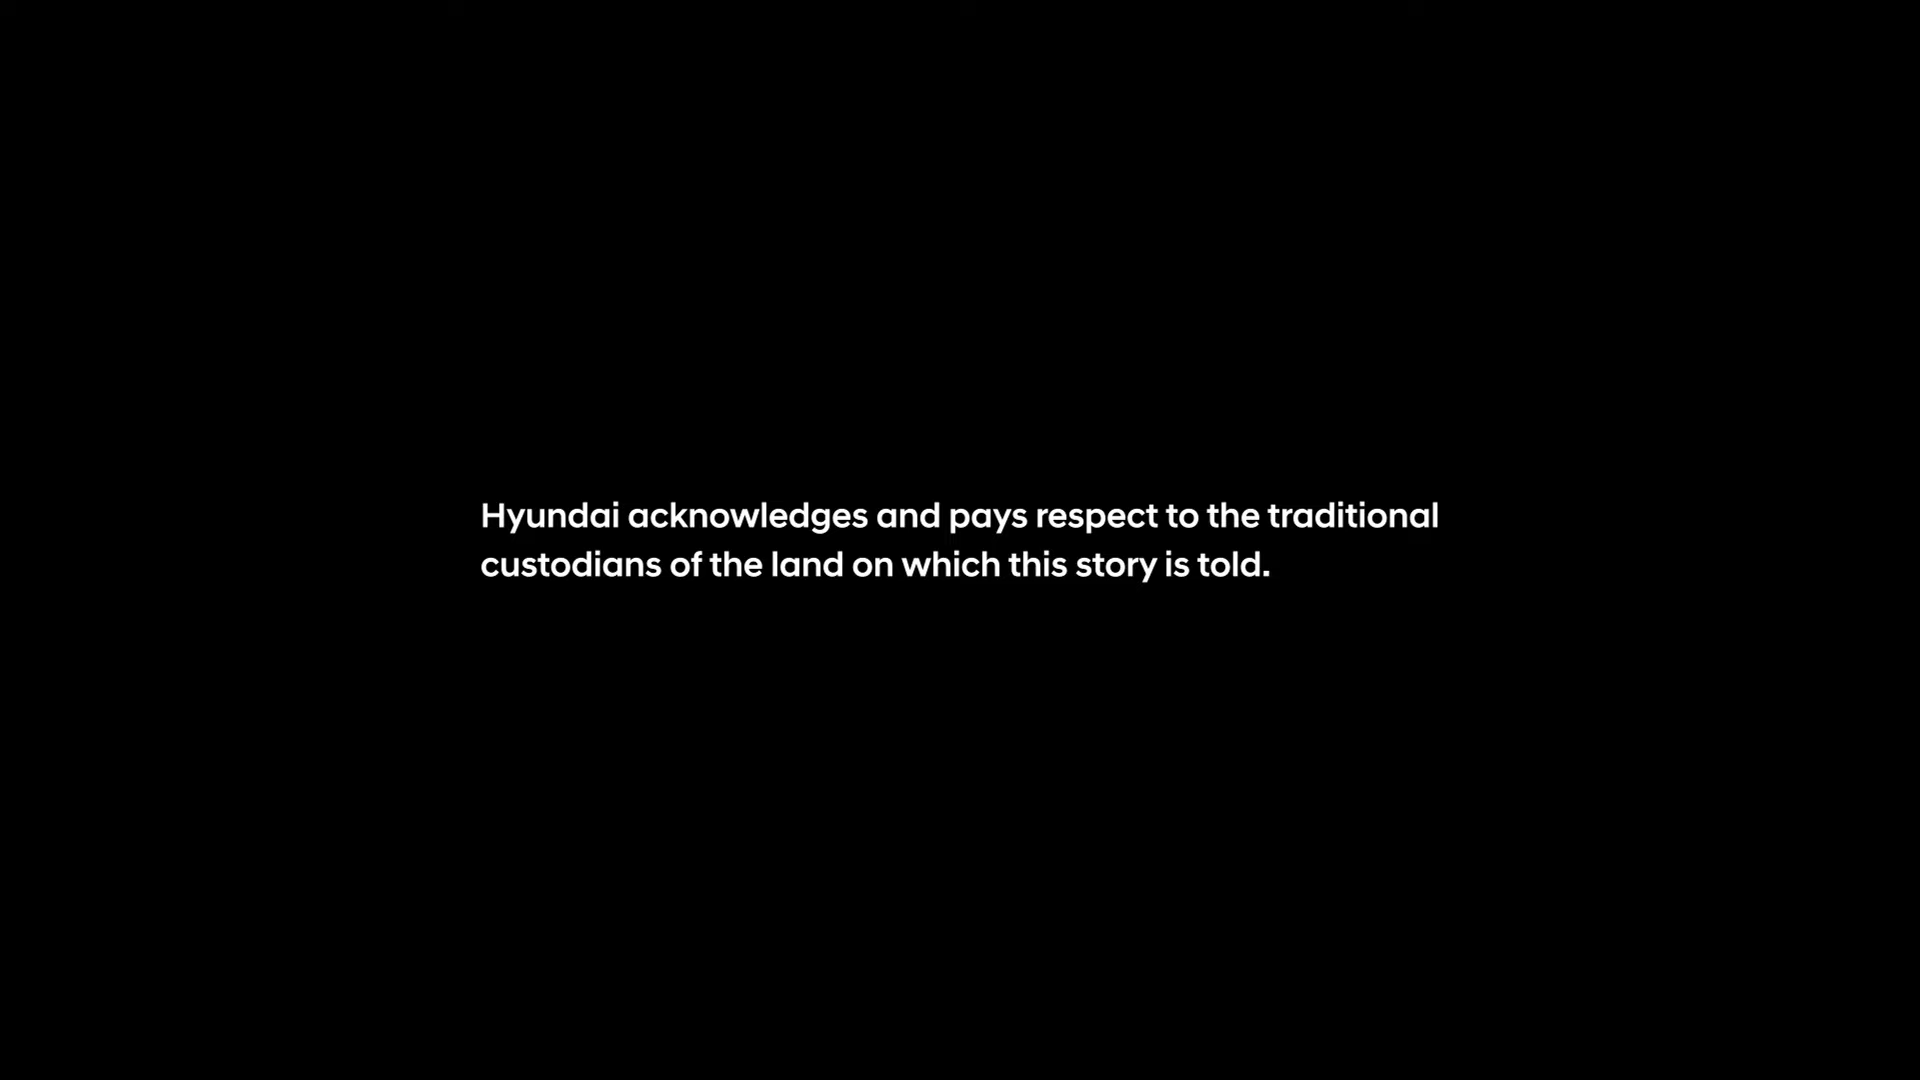 Hyundai acknowledges and pays respect to the traditional
custodians of the land on which this story is told.